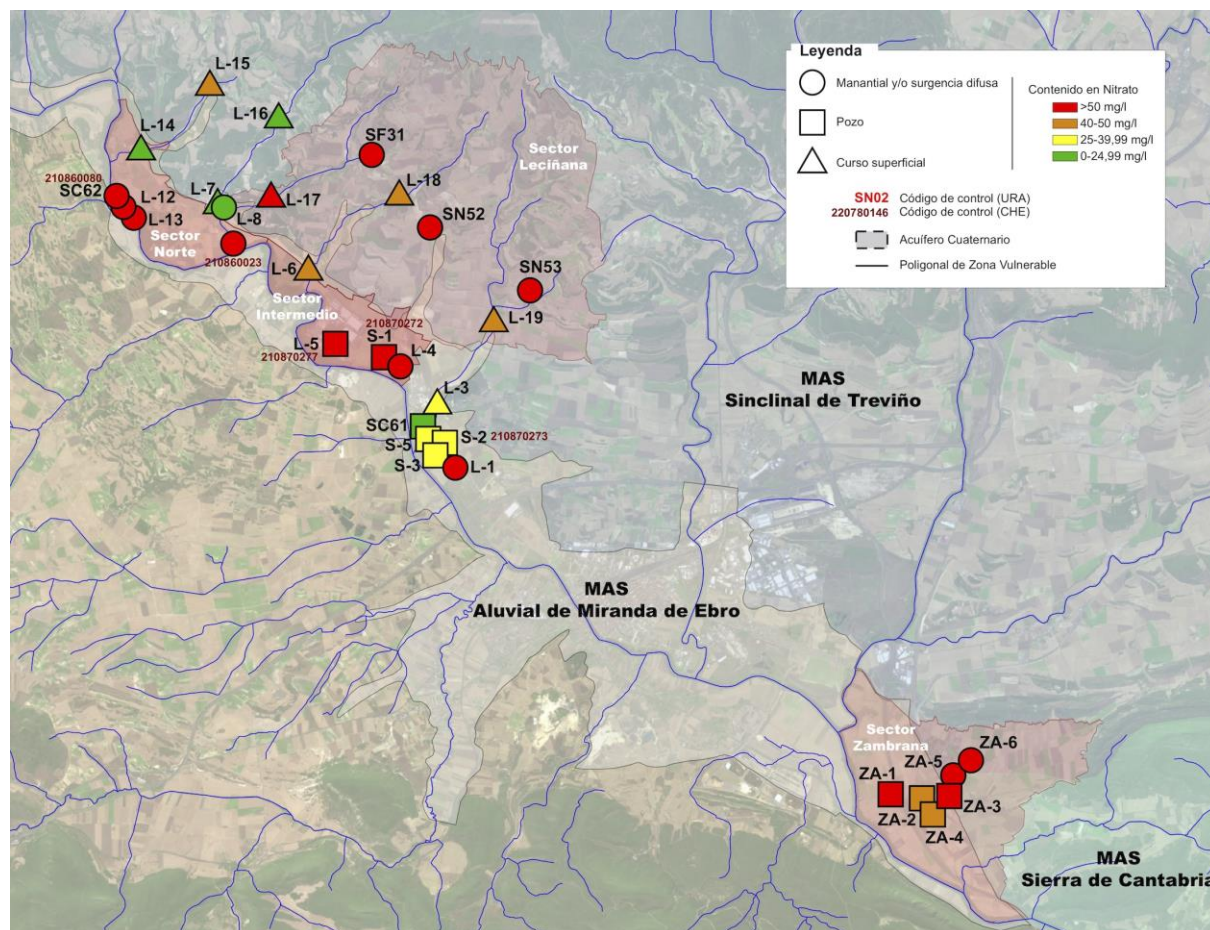 Leyenda
Manantial y/o surgencia difusa
Pozo
Curso superficial
Contenido en Nitrato
>50 mg/l
40-50 mg/l
25-39,99 mg/l
0-24,99 mg/l
SN02 Código de control (URA)
220780146 Código de control (CHE)
Acuífero Cuaternario
Poligonal de Zona Vulnerable
L-15
L-16
L-14
SF31
Sector
Leciñana
210860080
SC62
L-12
L-13
L-7
L-8
L-17
L-18
SN52
Sector
Norte
210860023
L-6
SN53
Sector
Intermedio
L-19
210870272
S-1
L-5
210870277
L-4
L-3
SC61
S-2 210870273
S-5
S-3
L-1
MAS
Sinclinal de Treviño
MAS
Aluvial de Miranda de Ebro
Sector
Zambrana
ZA-6
ZA-5
ZA-1
ZA-3
ZA-2
ZA-4
MAS
Sierra de Cantabria